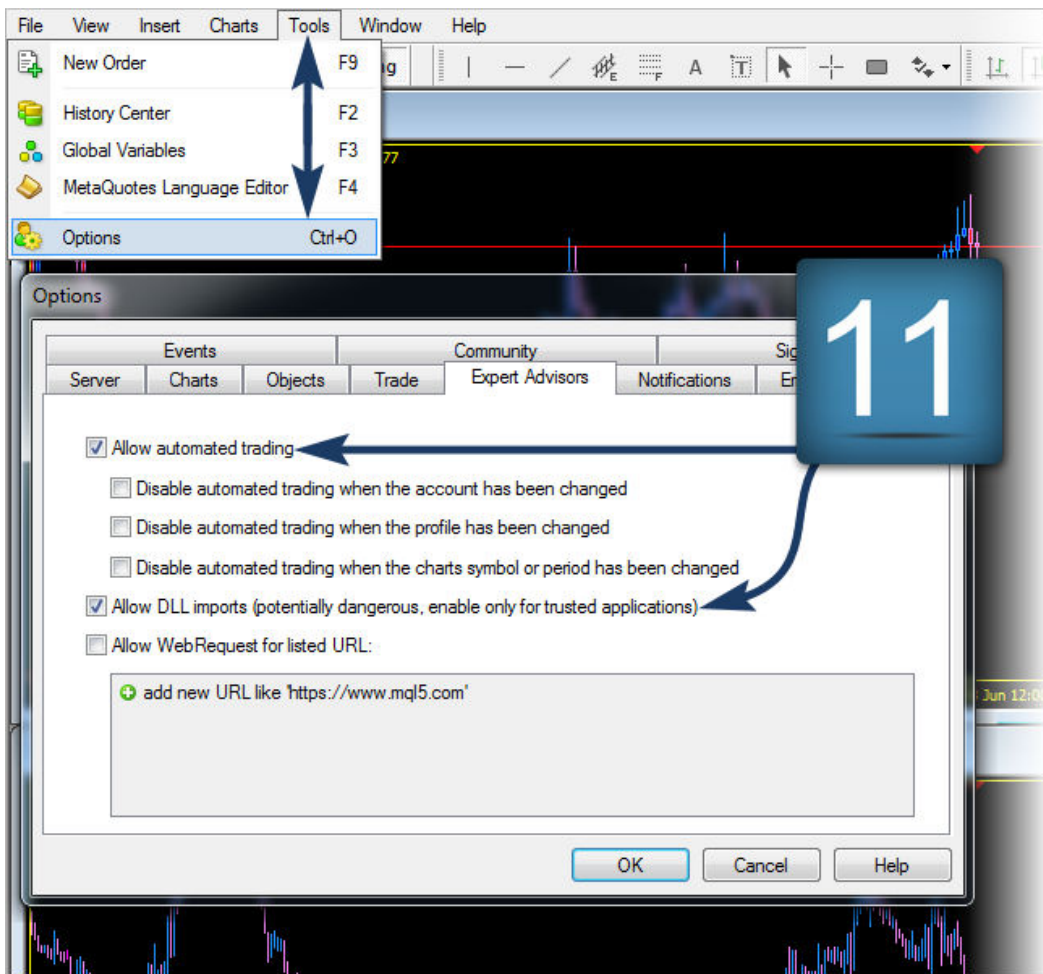 File View Insert Charts Tools Window Help
New Order F9
History Center F2
Global Variables F3
MetaQuotes Language Editor F4
Options Ctrl+O
E F A T
77
Options
11
Events Community
Server Charts Objects Trade Expert Advisors Notifications
Allow automated trading
Disable automated trading when the account has been changed
Disable automated trading when the profile has been changed
Disable automated trading when the charts symbol or period has been changed
Allow DLL imports (potentially dangerous, enable only for trusted applications)
Allow WebRequest for listed URL:
add new URL like 'https://www.mql5.com'
Jun
OK Cancel Help